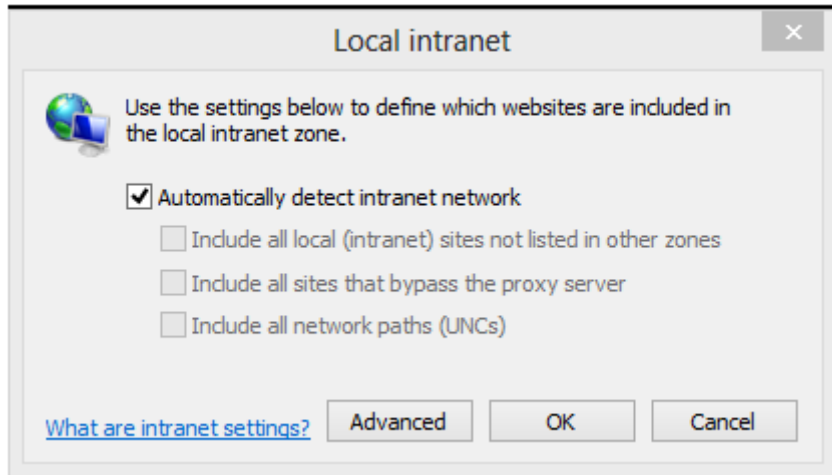 Local intranet
Use the settings below to define which websites are included in
the local intranet zone.
Automatically detect intranet network
Include all local (intranet) sites not listed in other zones
Include all sites that bypass the proxy server
Include all network paths (UNCs)
What are intranet settings? Advanced OK Cancel